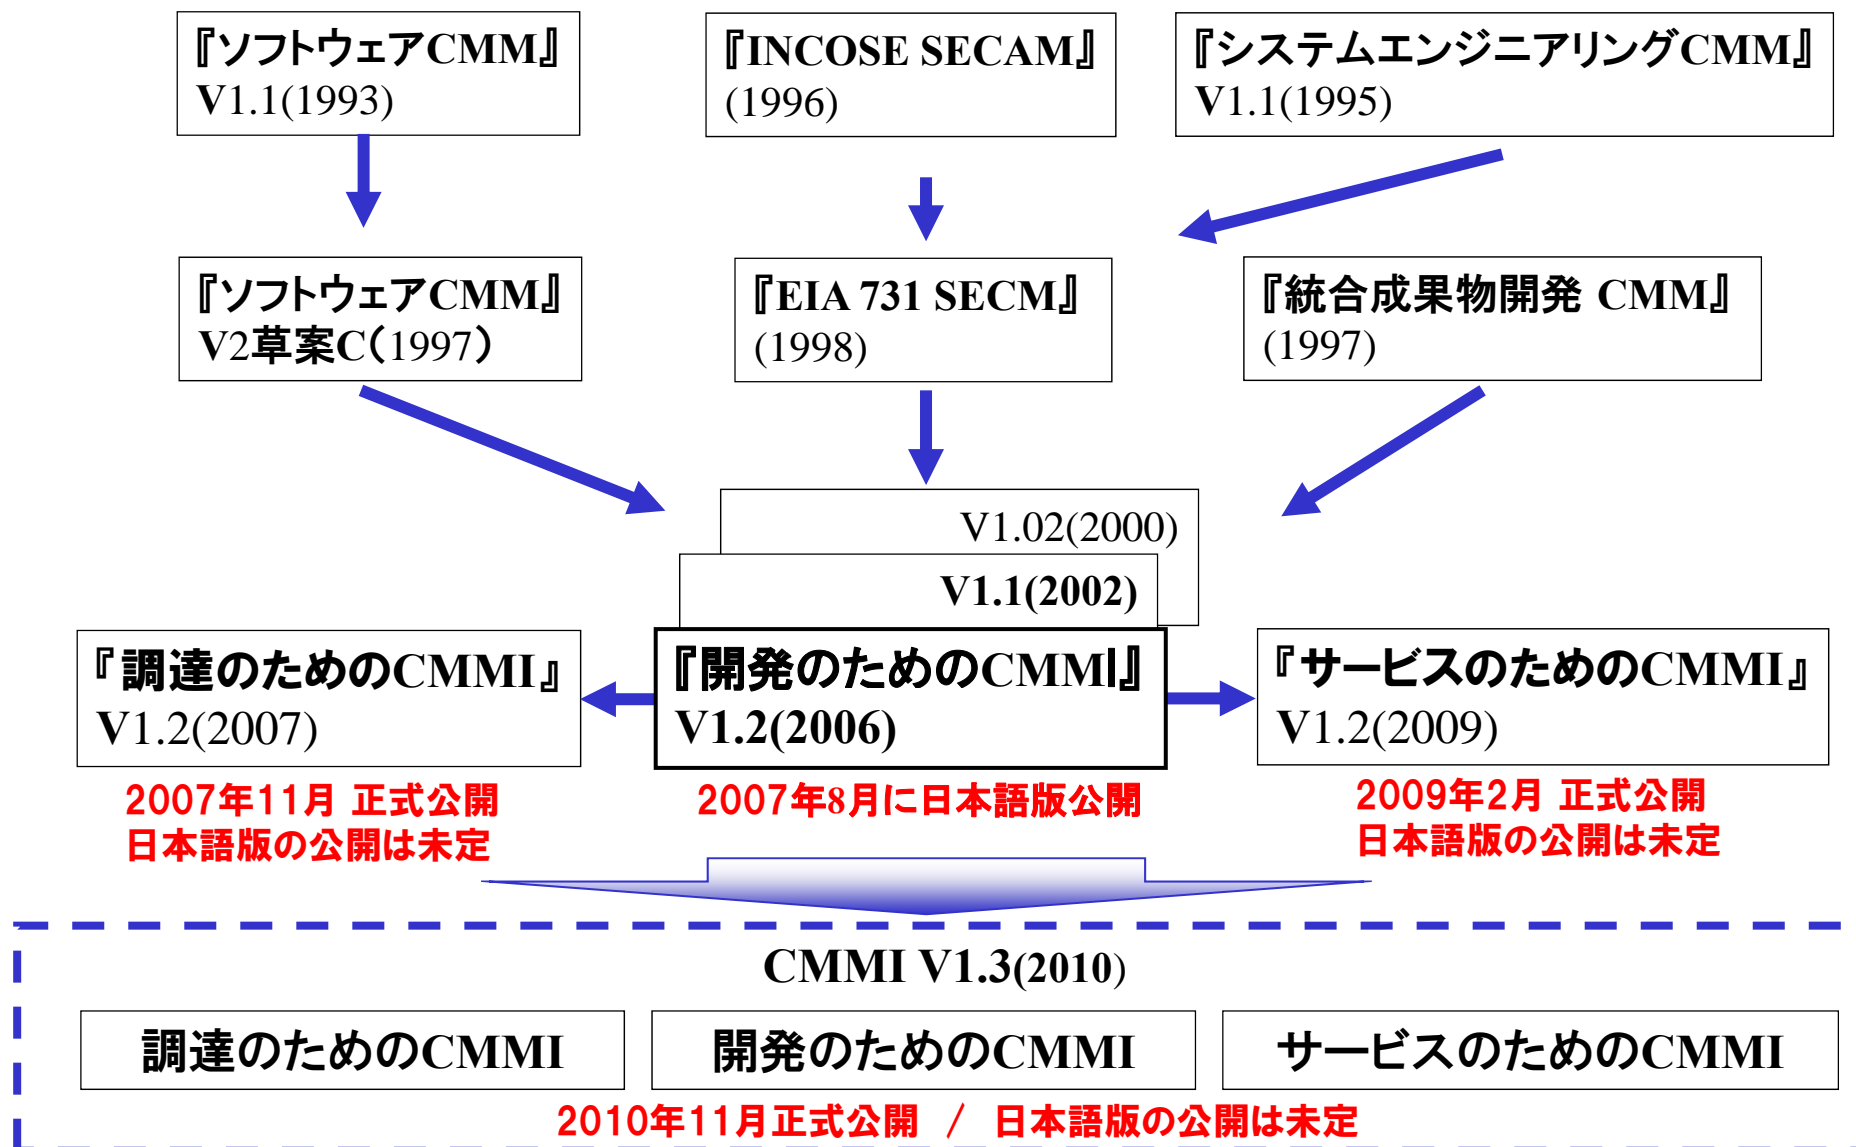 『ソフトウェアCMM』
V1.1(1993)
『INCOSE SECAM』
(1996)
『システムエンジニアリングCMM』
V1.1(1995)
『ソフトウェアCMM』
V2草案C(1997)
『EIA 731 SECM』
(1998)
『統合成果物開発 CMM』
(1997)
V1.02(2000)
V1.1(2002)
『調達のためのCMMI』
V1.2(2007)
『開発のためのCMMI』
V1.2(2006)
『サービスのためのCMMI』
V1.2(2009)
2007年11月 正式公開
日本語版の公開は未定
2007年8月に日本語版公開
2009年2月 正式公開
日本語版の公開は未定
CMMI V1.3(2010)
調達のためのCMMI
開発のためのCMMI
サービスのためのCMMI
2010年11月正式公開 / 日本語版の公開は未定